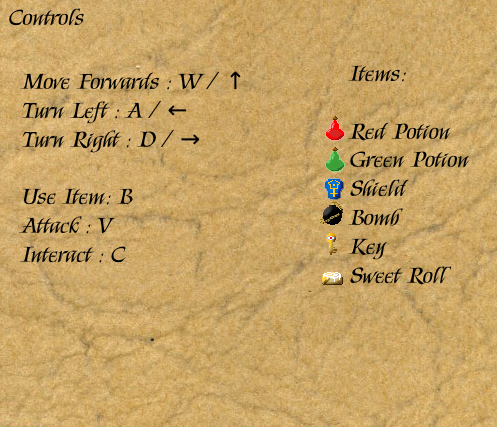 Controls
Move Forwards : W / ↑
Turn Left : A / ←
Turn Right : D / →
Use Item: B
Attack : V
Interact : C
Items:
Red Potion
Green Potion
Shield
Bomb
Key
Sweet Roll